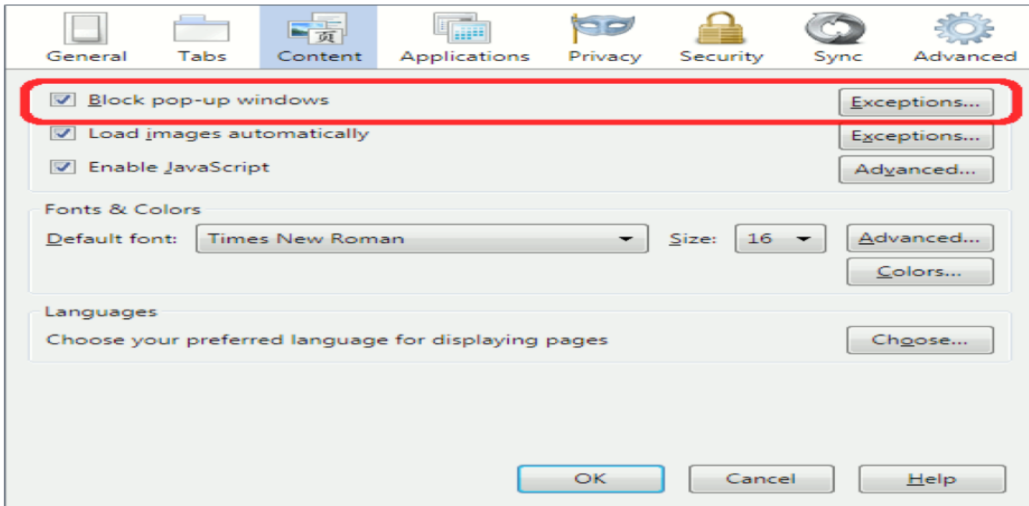 页
General Tabs Content Applications Privacy Security Sync Advanced
Block pop-up windows Exceptions...
Load images automatically Exceptions...
Enable JavaScript Advanced...
Fonts & Colors
Default font: Times New Roman Size: 16 Advanced...
Colors...
Languages
Choose your preferred language for displaying pages Choose...
OK Cancel Help